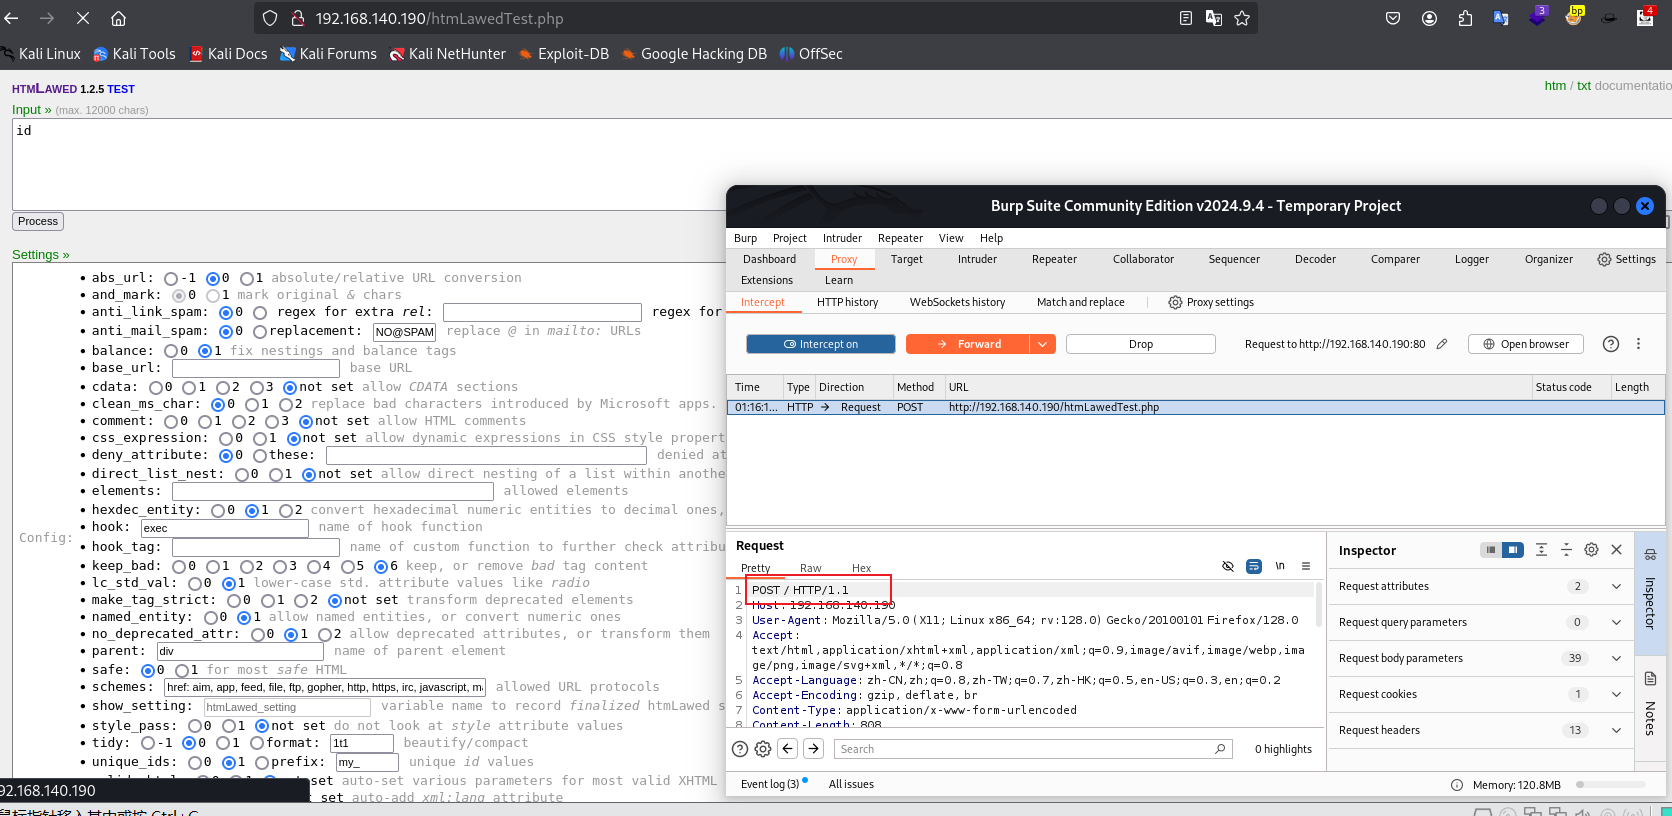 192.168.140.190/htmLawedTest.php
3
bp
4
Kali Linux Kali Tools Kali Docs Kali Forums Kali NetHunter Exploit-DB Google Hacking DB OffSec
HTMLAWED 1.2.5 TEST
htm / txt documentatio
Input » (max. 12000 chars)
id
Process
Settings »
Config:
• abs_url: -1 0 1 absolute/relative URL conversion
• and_mark: 0 1 mark original & chars
• anti_link_spam: 0 regex for extra rel: regex for
• anti_mail_spam: 0 replacement: NO@SPAM replace @ in mailto: URLs
• balance: 0 1 fix nestings and balance tags
• base_url: base URL
• cdata: 0 1 2 3 not set allow CDATA sections
• clean_ms_char: 0 1 2 replace bad characters introduced by Microsoft apps.
• comment: 0 1 2 3 not set allow HTML comments
• css_expression: 0 1 not set allow dynamic expressions in CSS style propert
• deny_attribute: 0 these: denied at
• direct_list_nest: 0 1 not set allow direct nesting of a list within anothe
• elements: allowed elements
• hexdec_entity: 0 1 2 convert hexadecimal numeric entities to decimal ones,
• hook: exec name of hook function
• hook_tag: name of custom function to further check attribu
• keep_bad: 0 1 2 3 4 5 6 keep, or remove bad tag content
• lc_std_val: 0 1 lower-case std. attribute values like radio
• make_tag_strict: 0 1 2 not set transform deprecated elements
• named_entity: 0 1 allow named entities, or convert numeric ones
• no_deprecated_attr: 0 1 2 allow deprecated attributes, or transform them
• parent: div name of parent element
• safe: 0 1 for most safe HTML
• schemes: href: aim, app, feed, file, ftp, gopher, http, https, irc, javascript, ma allowed URL protocols
• show_setting: htmLawed_setting variable name to record finalized htmLawed s
• style_pass: 0 1 not set do not look at style attribute values
• tidy: -1 0 1 format: 1t1 beautify/compact
• unique_ids: 0 1 prefix: my_ unique id values
set auto-set various parameters for most valid XHTML
t set auto-add xml:lang attribute
92.168.140.190
Burp Suite Community Edition v2024.9.4 - Temporary Project
Burp Project Intruder Repeater View Help
Dashboard Proxy Target Intruder Repeater Collaborator Sequencer Decoder Comparer Logger Organizer Settings
Extensions Learn
Intercept HTTP history WebSockets history Match and replace Proxy settings
Intercept on Forward Drop Request to http://192.168.140.190:80 Open browser
Time Type Direction Method URL Status code Length
01:16:1... HTTP → Request POST http://192.168.140.190/htmLawedTest.php
Request
Pretty Raw Hex \n
1 POST / HTTP/1.1
2 Host: 192.168.140.190
3 User-Agent: Mozilla/5.0 (X11; Linux x86_64; rv:128.0) Gecko/20100101 Firefox/128.0
4 Accept:
text/html,application/xhtml+xml,application/xml;q=0.9,image/avif,image/webp,ima
ge/png,image/svg+xml,*/*;q=0.8
5 Accept-Language: zh-CN,zh;q=0.8,zh-TW;q=0.7,zh-HK;q=0.5,en-US;q=0.3,en;q=0.2
6 Accept-Encoding: gzip, deflate, br
7 Content-Type: application/x-www-form-urlencoded
8 Content-Length: 808
Search 0 highlights
Inspector
Request attributes 2
Request query parameters 0
Request body parameters 39
Request cookies 1
Request headers 13
Inspector
Notes
Event log (3) All issues Memory: 120.8MB